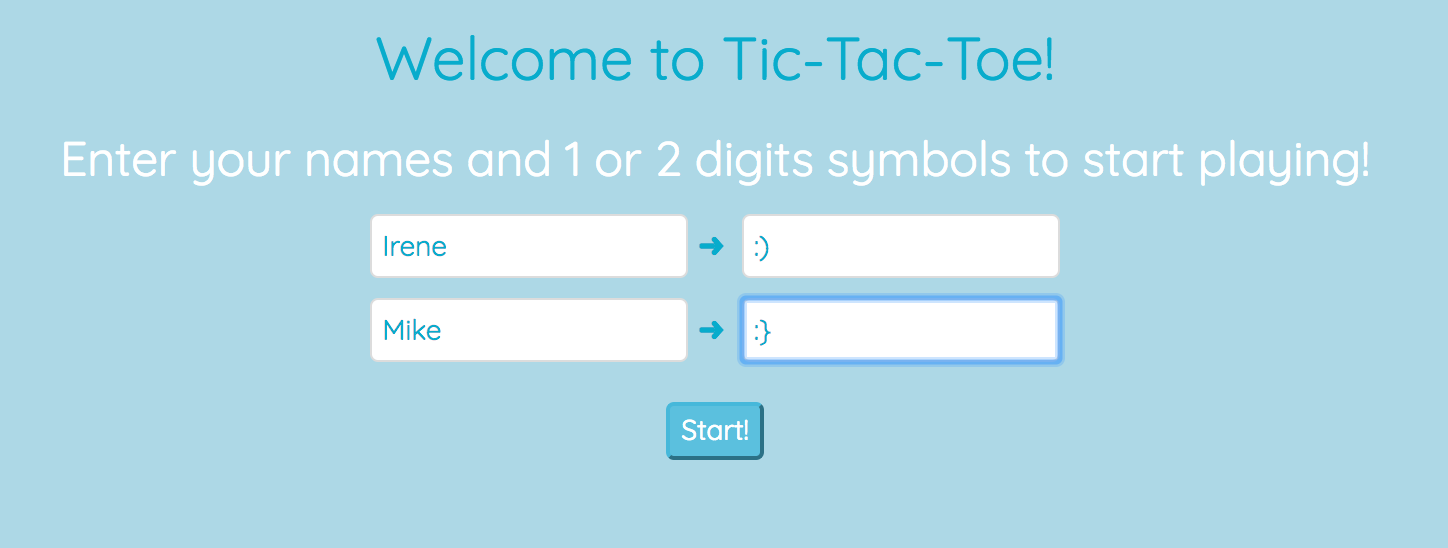 Welcome to Tic-Tac-Toe!
Enter your names and 1 or 2 digits symbols to start playing!
Irene ➜ :)
Mike ➜ :}
Start!